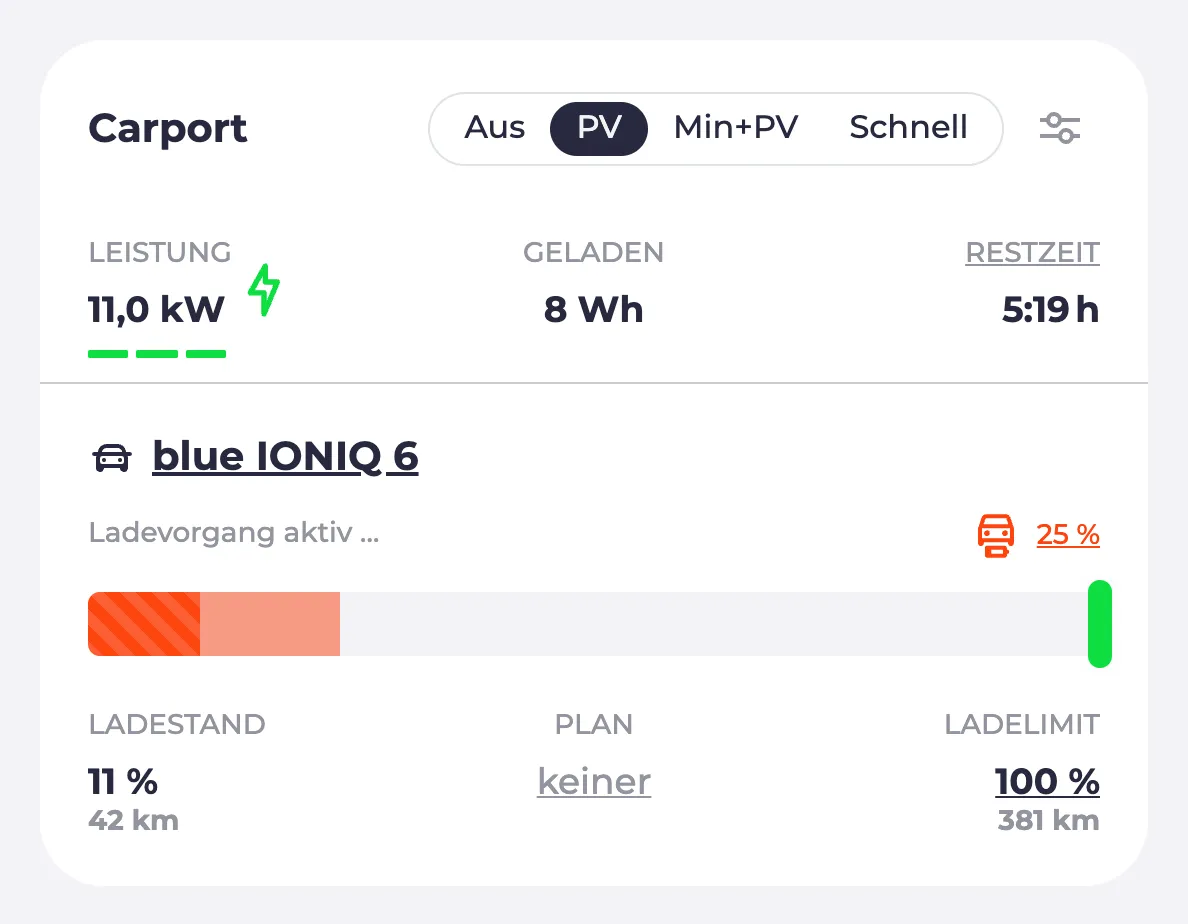 Carport
Aus PV Min+PV Schnell
LEISTUNG GELADEN RESTZEIT
11,0 kW 8 Wh 5:19 h
blue IONIQ 6
Ladevorgang aktiv ... 25 %
LADESTAND PLAN LADELIMIT
11 % keiner 100 %
42 km 381 km